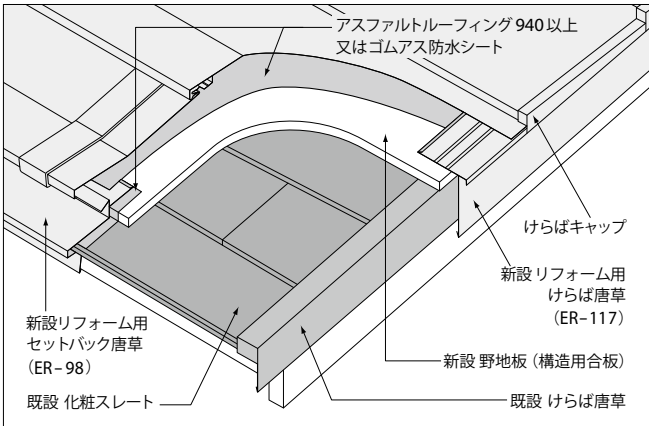 アスファルトルーフィング940以上
又はゴムアス防水シート
けらばキャップ
新設リフォーム用
けらば唐草
(ER-117)
新設リフォーム用
セットバック唐草
(ER-98)
新設 野地板 (構造用合板)
既設 化粧スレート
既設 けらば唐草